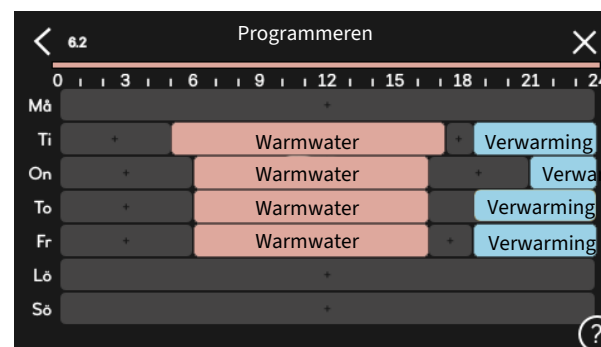 6.2 Programmeren
0 3 6 9 12 15 18 21 24
Må
Ti Warmwater Verwarming
On Warmwater Verwa
To Warmwater Verwarming
Fr Warmwater Verwarming
Lö
Sö
?